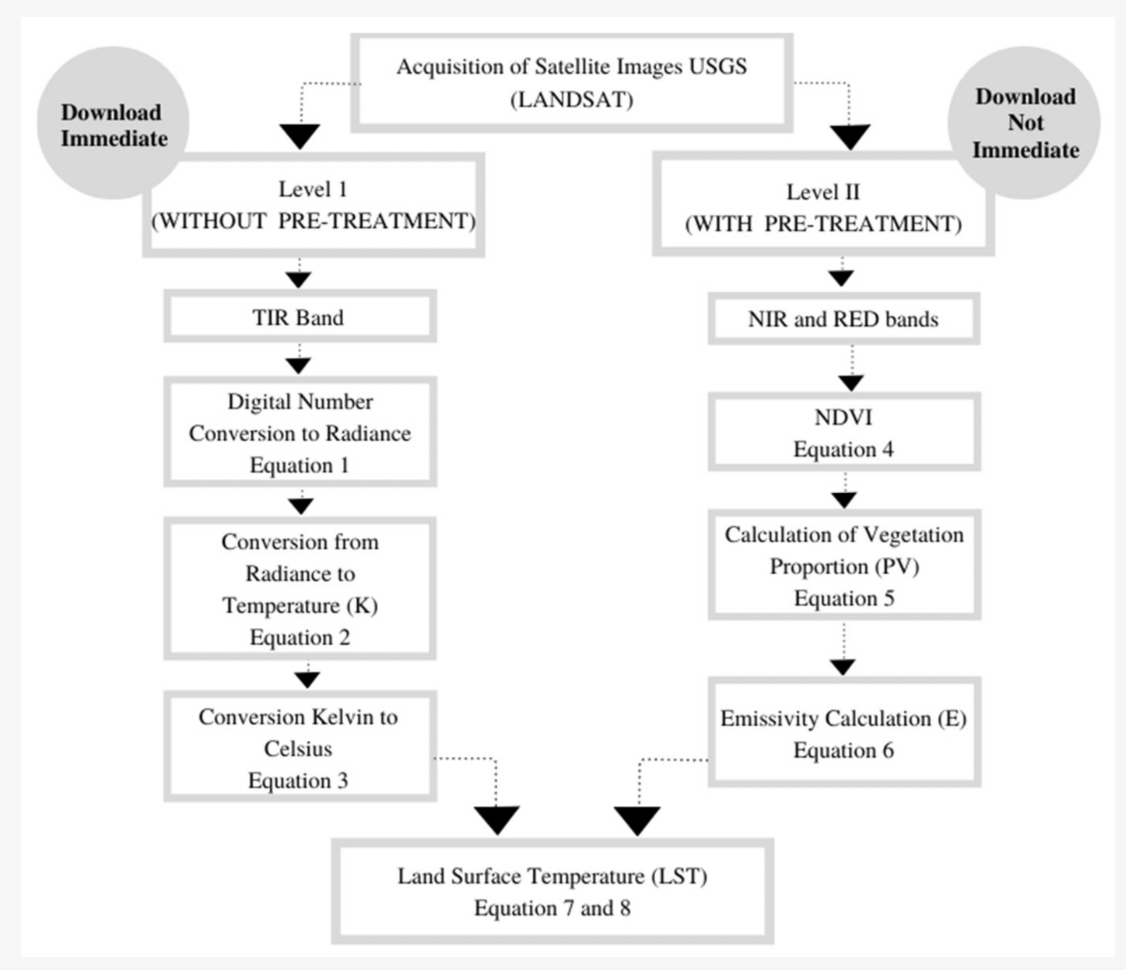 Acquisition of Satellite Images USGS
(LANDSAT)
Download
Immediate
Download
Not
Immediate
Level 1
(WITHOUT PRE-TREATMENT)
Level II
(WITH PRE-TREATMENT)
TIR Band
NIR and RED bands
Digital Number
Conversion to Radiance
Equation 1
NDVI
Equation 4
Conversion from
Radiance to
Temperature (K)
Equation 2
Calculation of Vegetation
Proportion (PV)
Equation 5
Conversion Kelvin to
Celsius
Equation 3
Emissivity Calculation (E)
Equation 6
Land Surface Temperature (LST)
Equation 7 and 8